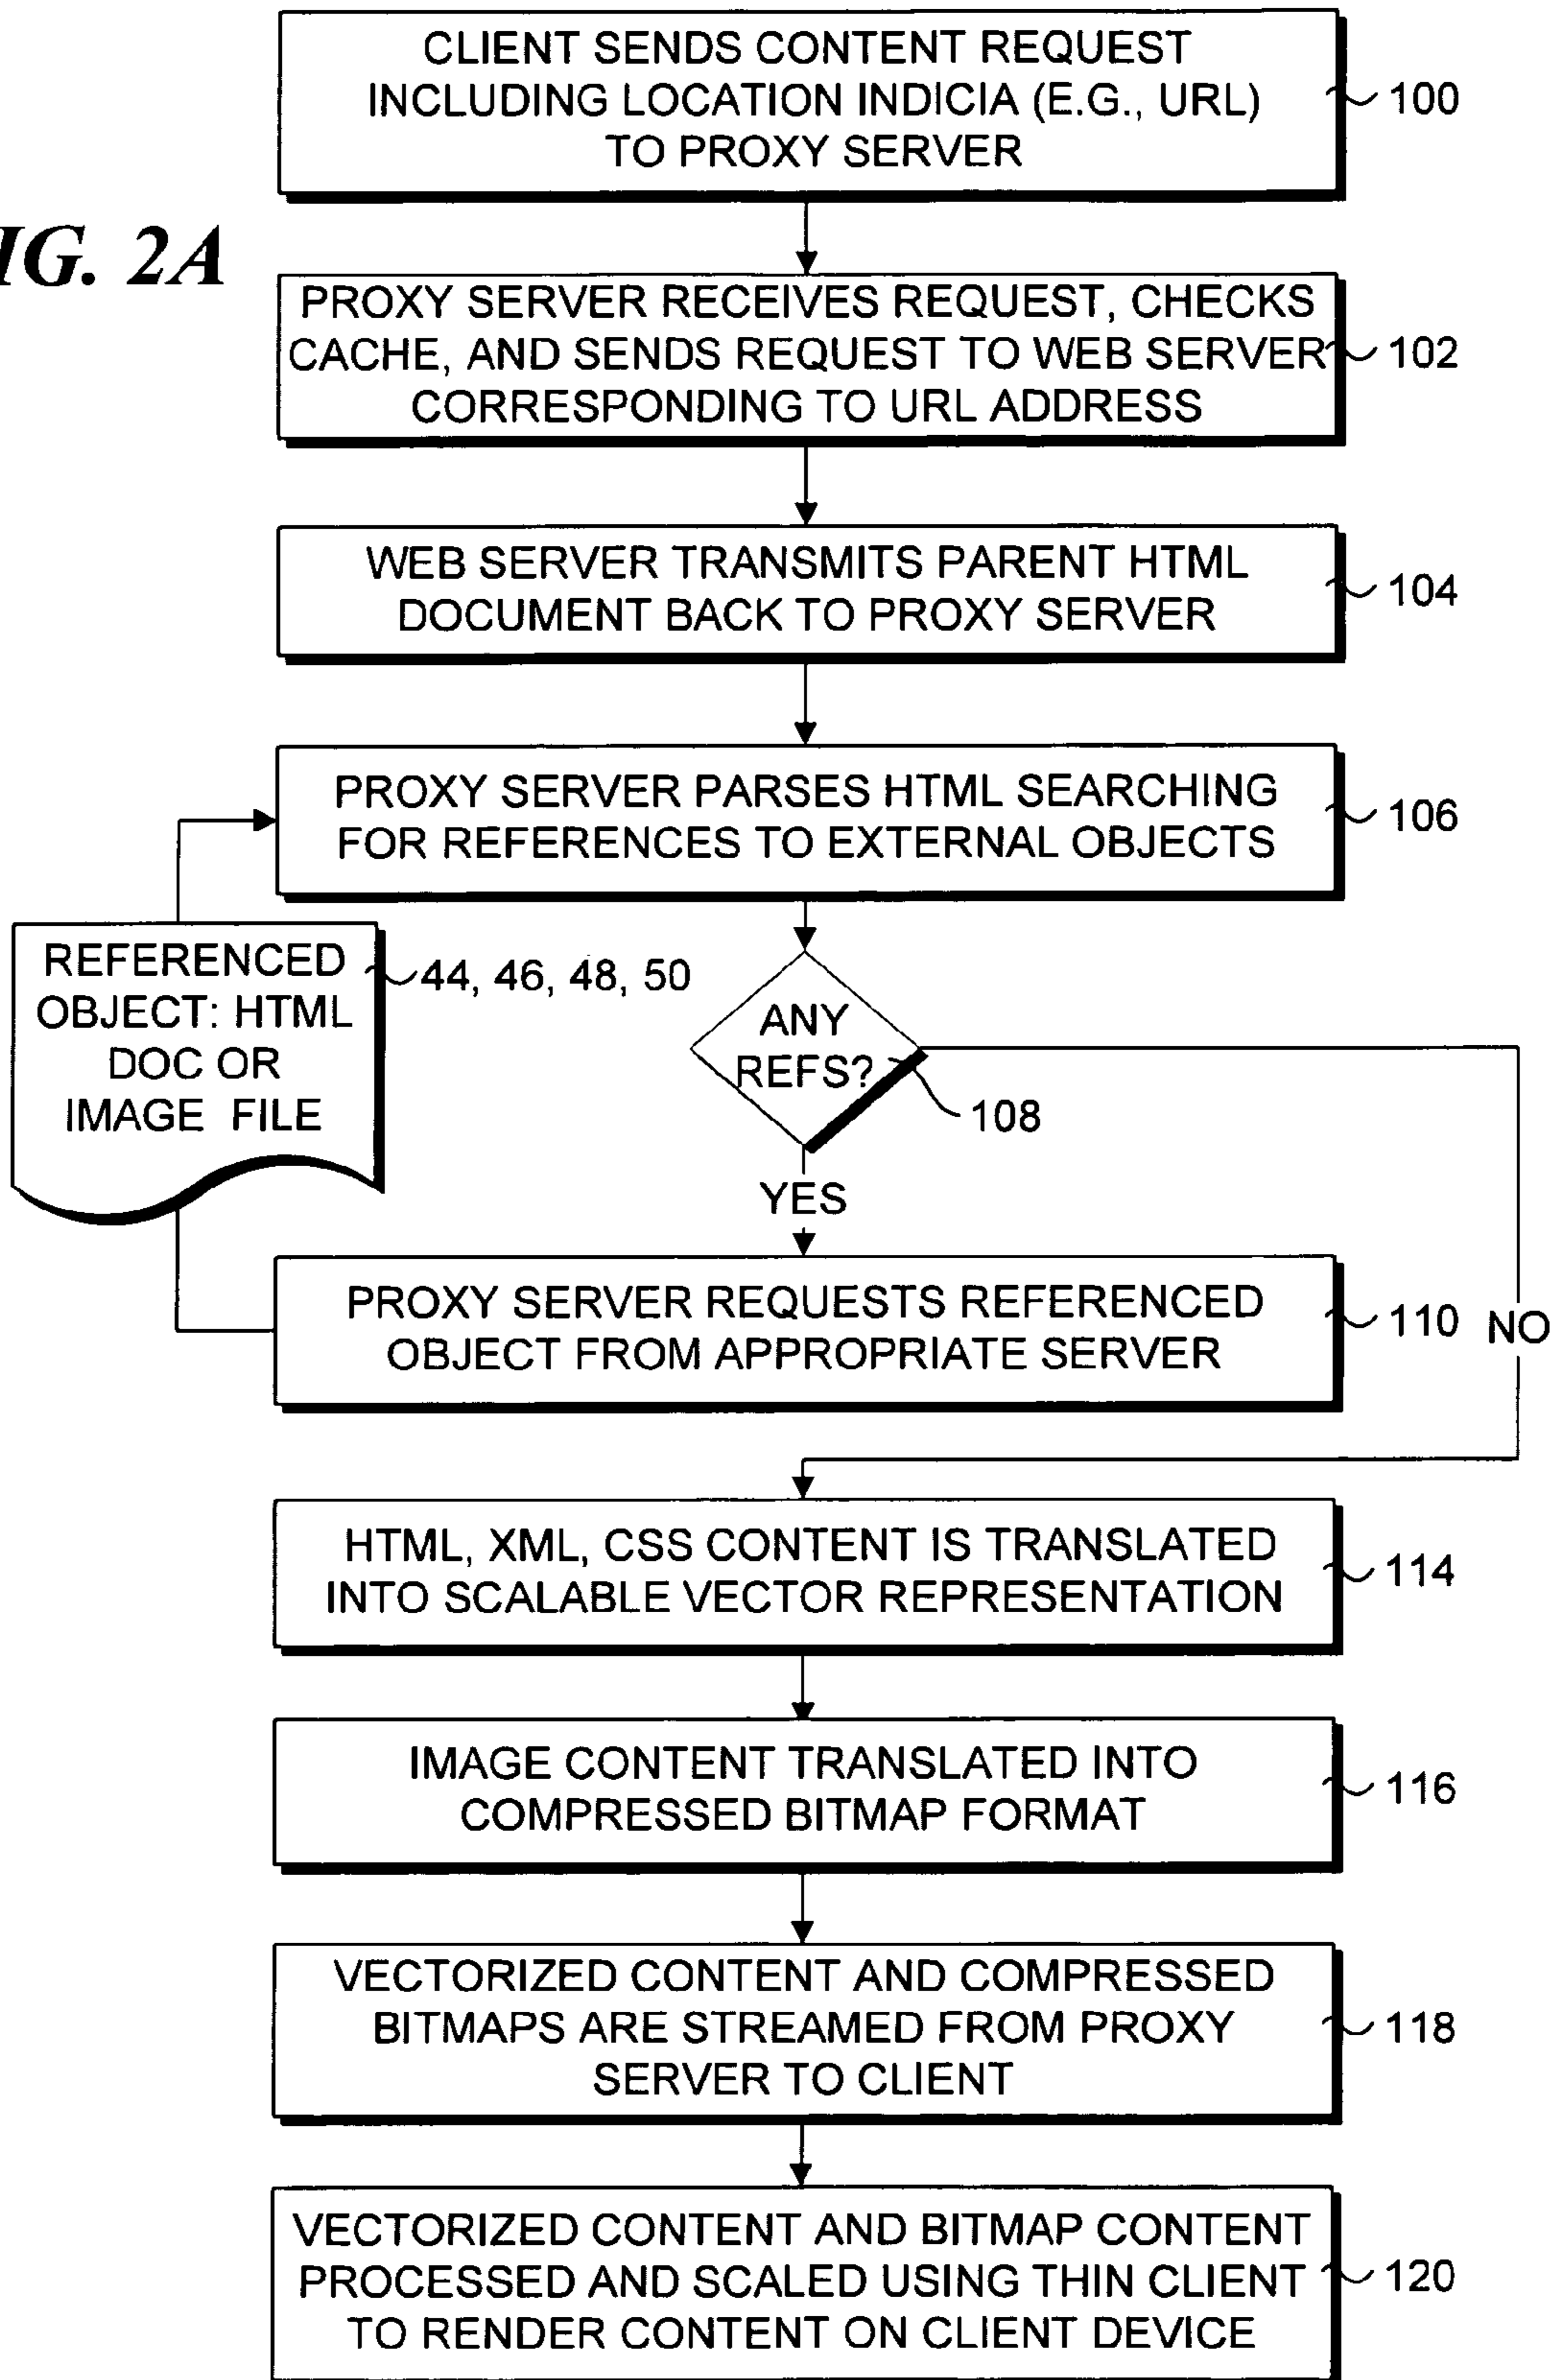 CLIENT SENDS CONTENT REQUEST
INCLUDING LOCATION INDICIA (E.G., URL)
TO PROXY SERVER
100
IG. 2A
PROXY SERVER RECEIVES REQUEST, CHECKS
CACHE, AND SENDS REQUEST TO WEB SERVER
CORRESPONDING TO URL ADDRESS
102
WEB SERVER TRANSMITS PARENT HTML
DOCUMENT BACK TO PROXY SERVER
104
PROXY SERVER PARSES HTML SEARCHING
FOR REFERENCES TO EXTERNAL OBJECTS
106
REFERENCED
OBJECT: HTML
DOC OR
IMAGE FILE
44, 46, 48, 50
ANY
REFS?
108
YES
PROXY SERVER REQUESTS REFERENCED
OBJECT FROM APPROPRIATE SERVER
110
NO
HTML, XML, CSS CONTENT IS TRANSLATED
INTO SCALABLE VECTOR REPRESENTATION
114
IMAGE CONTENT TRANSLATED INTO
COMPRESSED BITMAP FORMAT
116
VECTORIZED CONTENT AND COMPRESSED
BITMAPS ARE STREAMED FROM PROXY
SERVER TO CLIENT
118
VECTORIZED CONTENT AND BITMAP CONTENT
PROCESSED AND SCALED USING THIN CLIENT
TO RENDER CONTENT ON CLIENT DEVICE
120